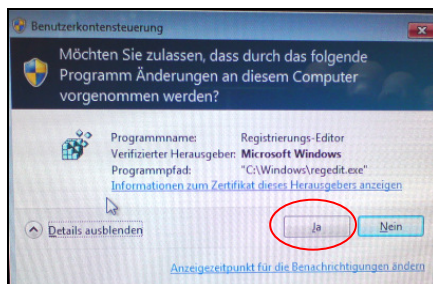 Benutzerkontensteuerung
Möchten Sie zulassen, dass durch das folgende
Programm Änderungen an diesem Computer
vorgenommen werden?
Programmname: Registrierungs-Editor
Verifizierter Herausgeber: Microsoft Windows
Programmpfad: "C:\Windows\regedit.exe"
Informationen zum Zertifikat dieses Herausgebers anzeigen
Details ausblenden Ja Nein
Anzeigezeitpunkt für die Benachrichtigungen ändern